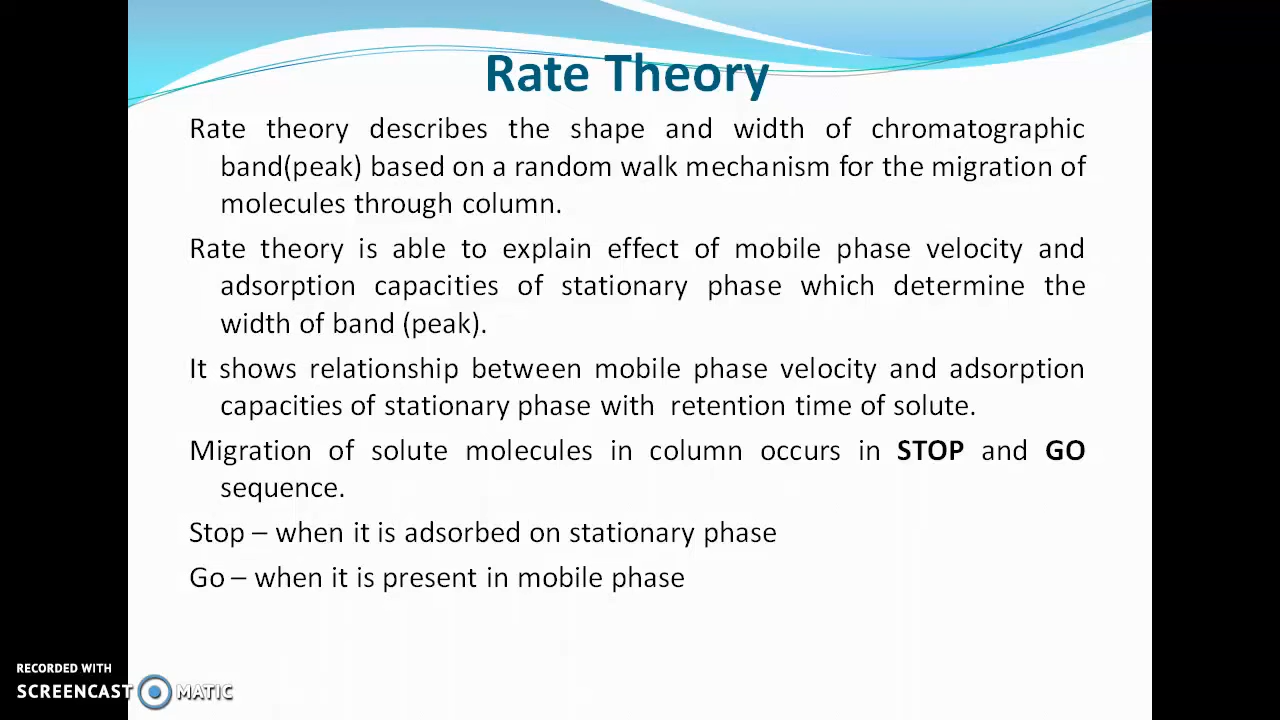 Rate Theory
Rate theory describes the shape and width of chromatographic
band(peak) based on a random walk mechanism for the migration of
molecules through column.
Rate theory is able to explain effect of mobile phase velocity and
adsorption capacities of stationary phase which determine the
width of band (peak).
It shows relationship between mobile phase velocity and adsorption
capacities of stationary phase with retention time of solute.
Migration of solute molecules in column occurs in STOP and GO
sequence.
Stop – when it is adsorbed on stationary phase
Go – when it is present in mobile phase
RECORDED WITH
SCREENCAST MATIC